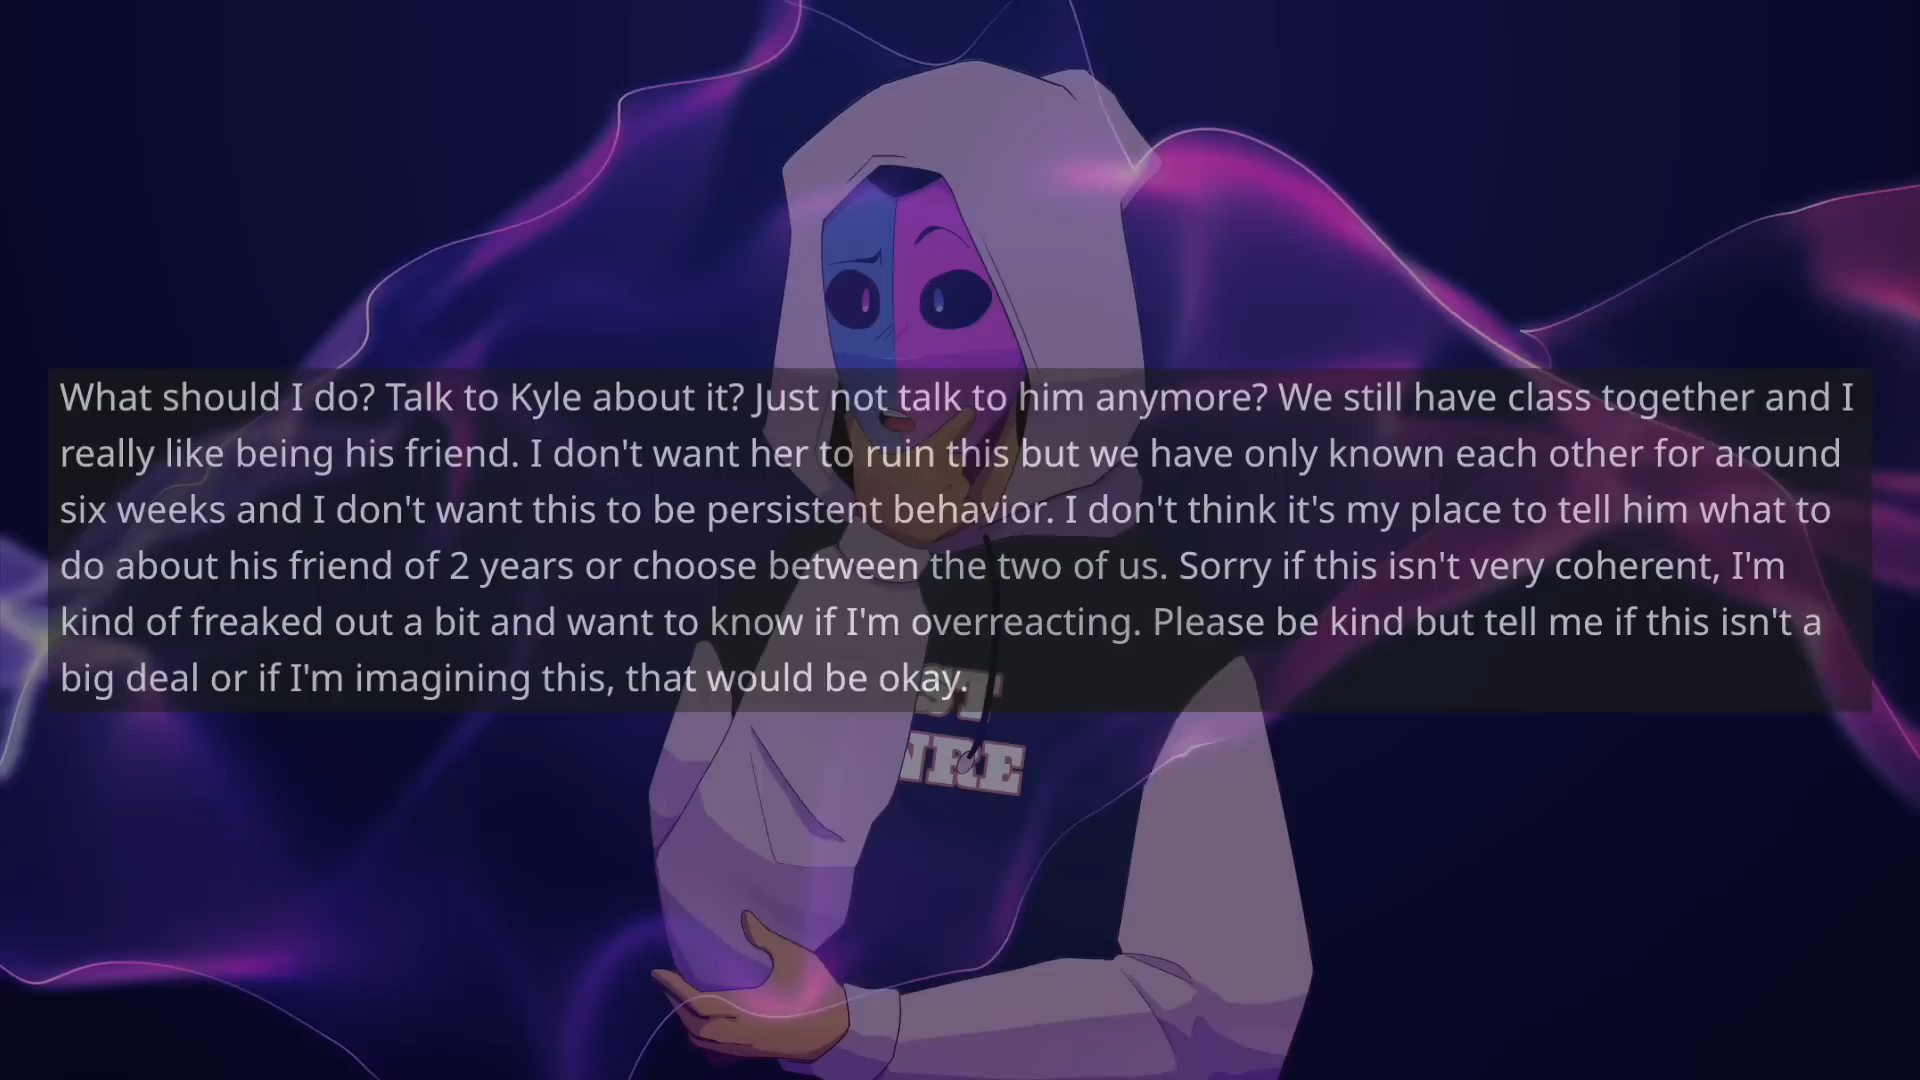 What should I do? Talk to Kyle about it? Just not talk to him anymore? We still have class together and I
really like being his friend. I don't want her to ruin this but we have only known each other for around
six weeks and I don't want this to be persistent behavior. I don't think it's my place to tell him what to
do about his friend of 2 years or choose between the two of us. Sorry if this isn't very coherent, I'm
kind of freaked out a bit and want to know if I'm overreacting. Please be kind but tell me if this isn't a
big deal or if I'm imagining this, that would be okay.